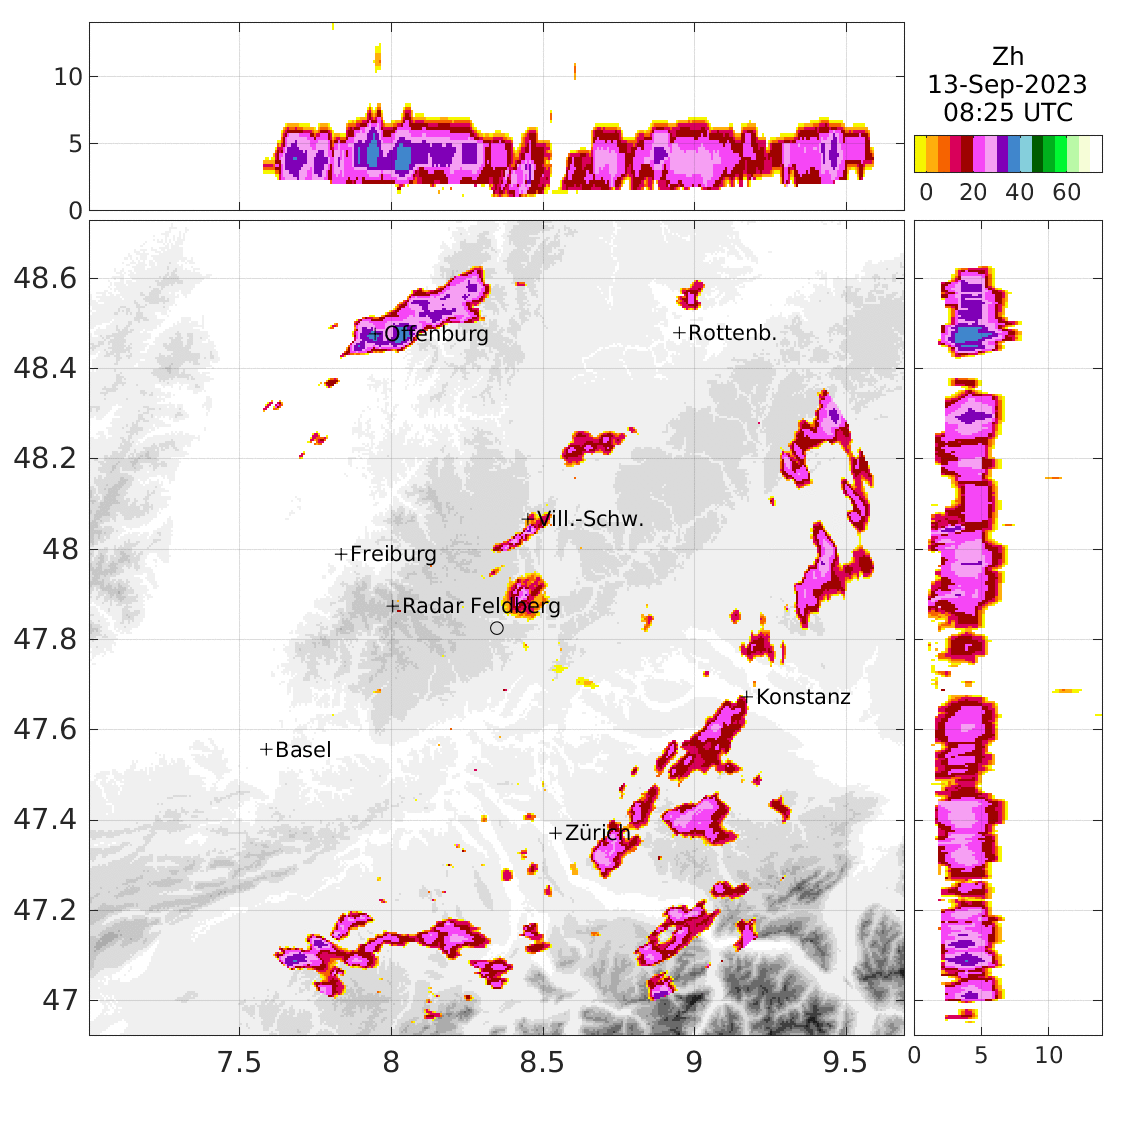 Zh
13-Sep-2023
08:25 UTC
0 20 40 60
10
5
0
48.6
48.4
48.2
48
47.8
47.6
47.4
47.2
47
+Offenburg
+Rottenb.
+Vill.-Schw.
+Freiburg
+Radar Feldberg
+Konstanz
+Basel
+Zürich
7.5 8 8.5 9 9.5
0 5 10